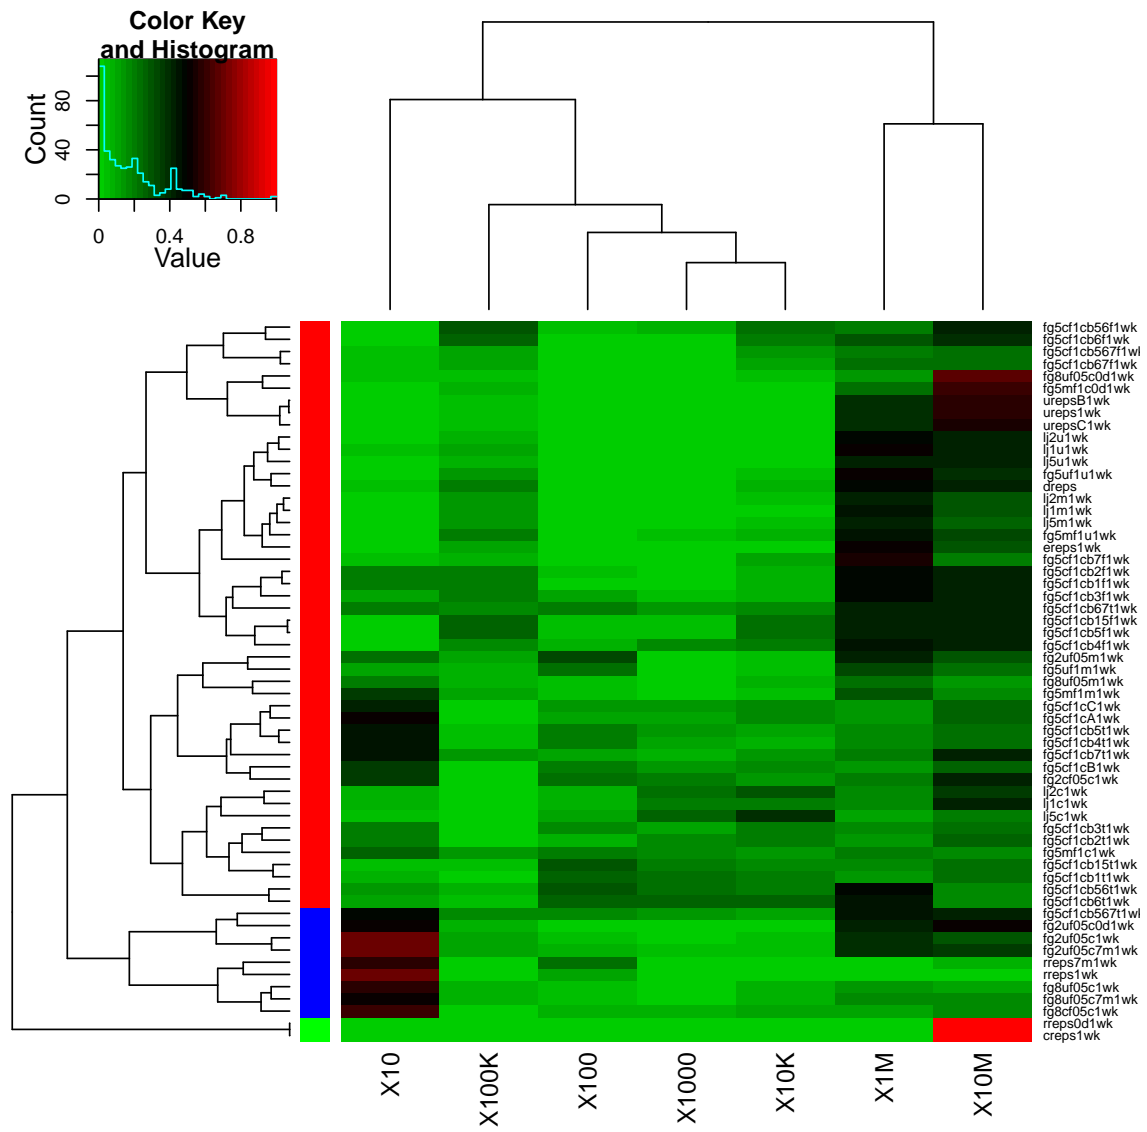 Color Key
and Histogram
Count
0
40
80
0
0.4
0.8
Value
fg5cf1cb56f1wk
fg5cf1cb6f1wk
fg5cf1cb567f1wl
fg5cf1cb67f1wk
fg8uf05c0d1wk
fg5mf1c0d1wk
urepsB1wk
ureps1wk
urepsC1wk
lj2u1wk
lj1u1wk
lj5u1wk
fg5uf1u1wk
dreps
lj2m1wk
lj1m1wk
lj5m1wk
fg5mf1u1wk
ereps1wk
fg5cf1cb7f1wk
fg5cf1cb2f1wk
fg5cf1cb1f1wk
fg5cf1cb3f1wk
fg5cf1cb67t1wk
fg5cf1cb15f1wk
fg5cf1cb5f1wk
fg5cf1cb4f1wk
fg2uf05m1wk
fg5uf1m1wk
fg8uf05m1wk
fg5mf1m1wk
fg5cf1cC1wk
fg5cf1cA1wk
fg5cf1cb5t1wk
fg5cf1cb4t1wk
fg5cf1cb7t1wk
fg5cf1cB1wk
fg2cf05c1wk
lj2c1wk
lj1c1wk
lj5c1wk
fg5cf1cb3t1wk
fg5cf1cb2t1wk
fg5mf1c1wk
fg5cf1cb15t1wk
fg5cf1cb1t1wk
fg5cf1cb56t1wk
fg5cf1cb6t1wk
fg5cf1cb567t1wl
fg2uf05c0d1wk
fg2uf05c1wk
fg2uf05c7m1wk
rreps7m1wk
rreps1wk
fg8uf05c1wk
fg8uf05c7m1wk
fg8cf05c1wk
rreps0d1wk
creps1wk
X10
X100K
X100
X1000
X10K
X1M
X10M